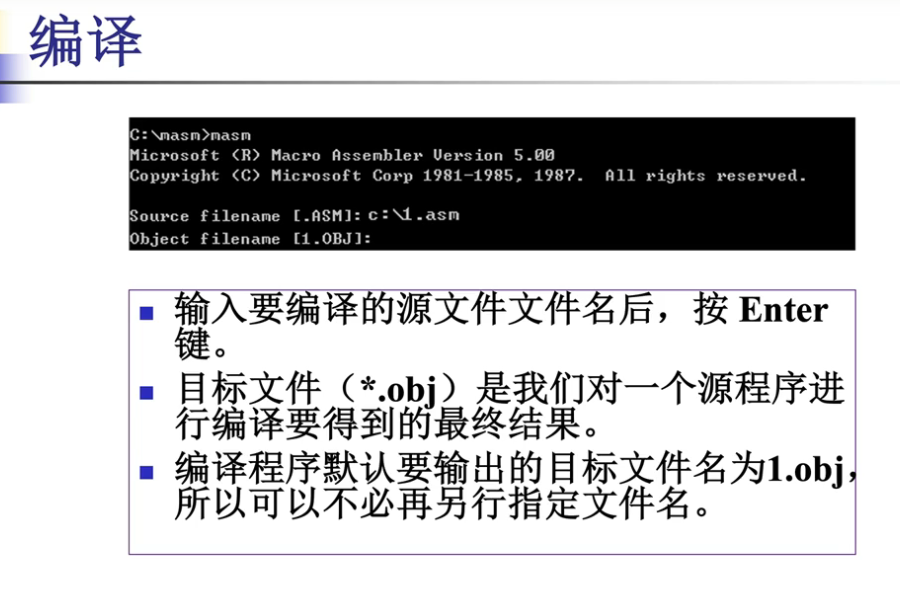 编译
C:\masm>masm
Microsoft (R) Macro Assembler Version 5.00
Copyright (C) Microsoft Corp 1981-1985, 1987.  All rights reserved.
Source filename [.ASM]: c:\1.asm
Object filename [1.OBJ]:
输入要编译的源文件文件名后，按 Enter
键。
目标文件（*.obj）是我们对一个源程序进
行编译要得到的最终结果。
编译程序默认要输出的目标文件名为1.obj，
所以可以不必再另行指定文件名。